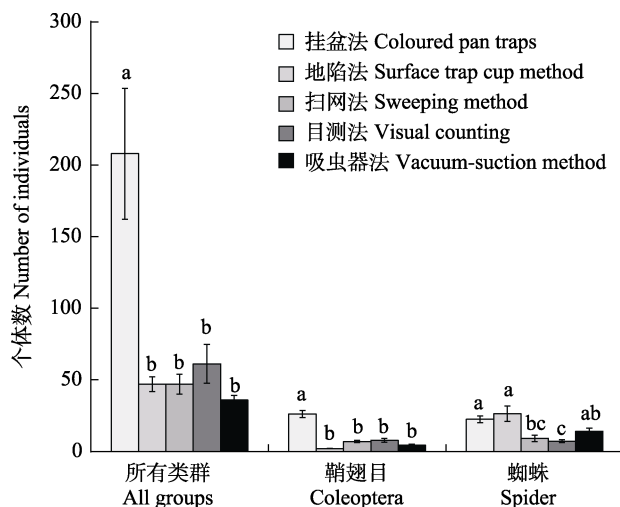 300
250
200
150
100
50
0
个体数 Number of individuals
挂盆法 Coloured pan traps
地陷法 Surface trap cup method
扫网法 Sweeping method
目测法 Visual counting
吸虫器法 Vacuum-suction method
a
b
b
b
b
a
b
b
b
b
a
a
bc
c
ab
所有类群
All groups
鞘翅目
Coleoptera
蜘蛛
Spider